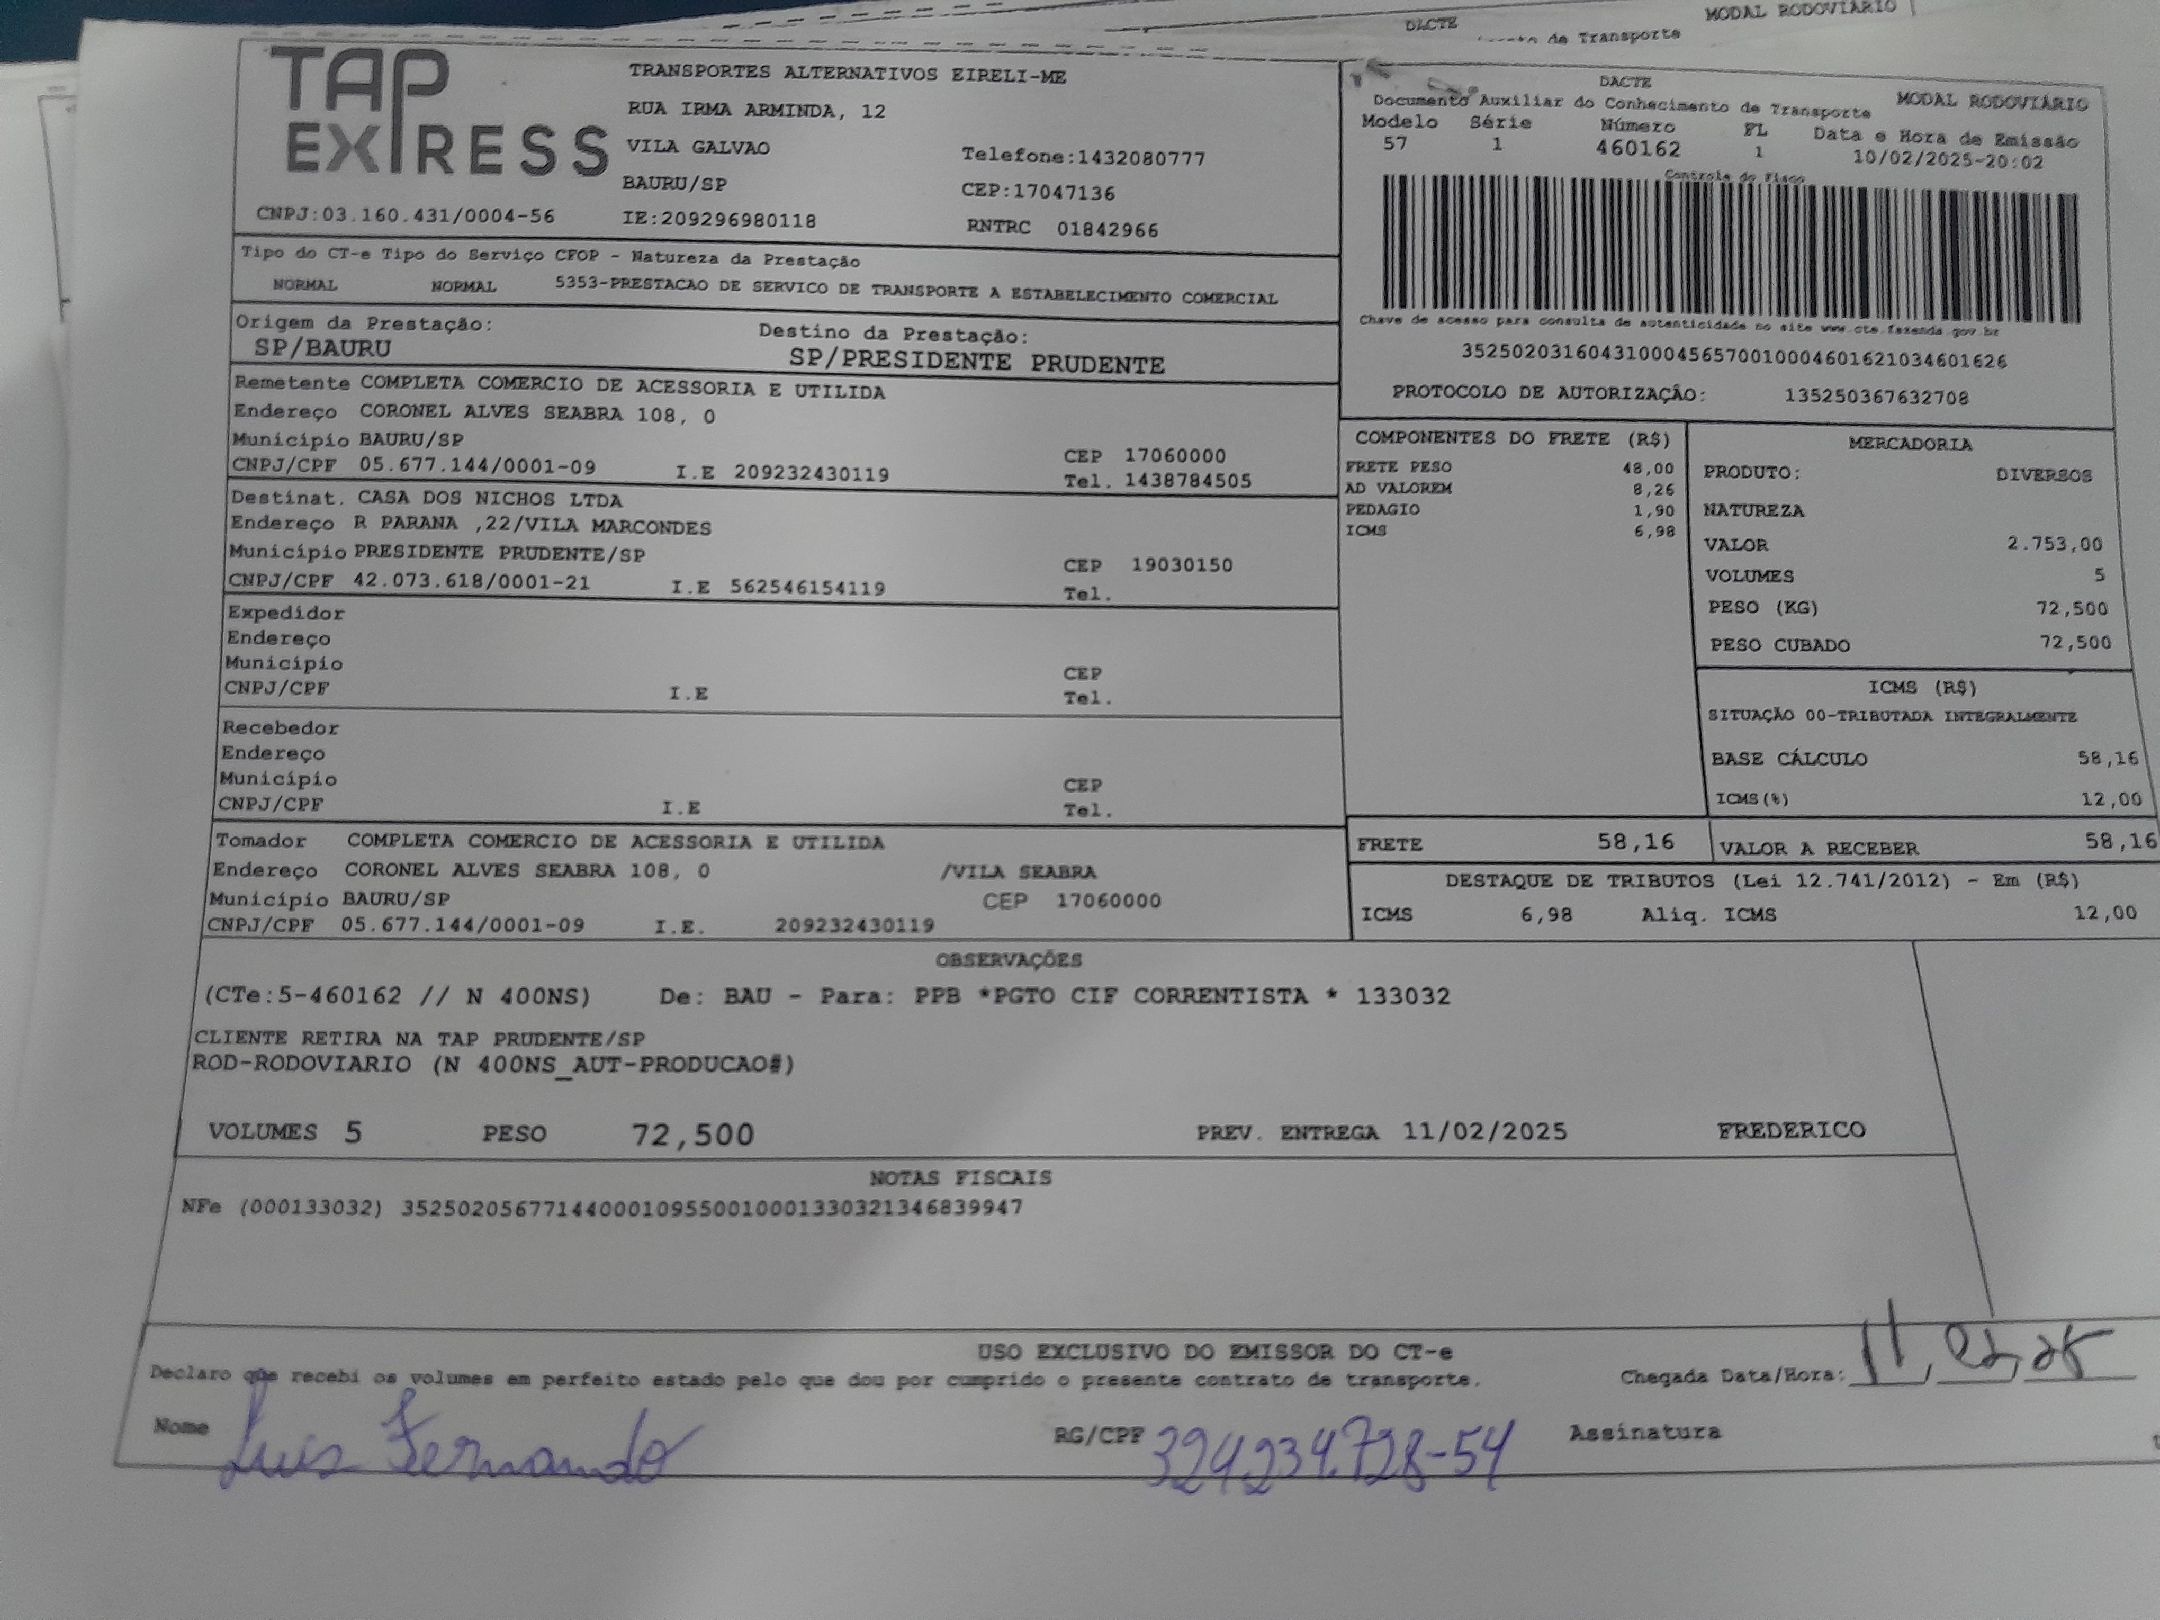 DACTE
MODAL RODOVIÁRIO
de Transporte
TAP EXPRESS
TRANSPORTES ALTERNATIVOS EIRELI-ME
RUA IRMA ARMINDA, 12
VILA GALVAO Telefone:1432080777
BAURU/SP CEP:17047136
CNPJ:03.160.431/0004-56 IE:209296980118 RNTRC 01842966
DACTE
Documento Auxiliar do Conhecimento de Transporte MODAL RODOVIÁRIO
Modelo Série Número FL Data e Hora de Emissão
57 1 460162 1 10/02/2025-20:02
Controle do Fisco
Chave de acesso para consulta de autenticidade no site www.cte.fazenda.gov.br
35250203160431000456570010004601621034601626
PROTOCOLO DE AUTORIZAÇÃO: 135250367632708
Tipo do CT-e Tipo do Serviço CFOP - Natureza da Prestação
NORMAL NORMAL 5353-PRESTACAO DE SERVICO DE TRANSPORTE A ESTABELECIMENTO COMERCIAL
Origem da Prestação: Destino da Prestação:
SP/BAURU SP/PRESIDENTE PRUDENTE
Remetente COMPLETA COMERCIO DE ACESSORIA E UTILIDA
Endereço CORONEL ALVES SEABRA 108, 0
Município BAURU/SP CEP 17060000
CNPJ/CPF 05.677.144/0001-09 I.E 209232430119 Tel. 1438784505
Destinat. CASA DOS NICHOS LTDA
Endereço R PARANA ,22/VILA MARCONDES
Município PRESIDENTE PRUDENTE/SP CEP 19030150
CNPJ/CPF 42.073.618/0001-21 I.E 562546154119 Tel.
Expedidor
Endereço
Município CEP
CNPJ/CPF I.E Tel.
Recebedor
Endereço
Município CEP
CNPJ/CPF I.E Tel.
Tomador COMPLETA COMERCIO DE ACESSORIA E UTILIDA
Endereço CORONEL ALVES SEABRA 108, 0 /VILA SEABRA
Município BAURU/SP CEP 17060000
CNPJ/CPF 05.677.144/0001-09 I.E. 209232430119
COMPONENTES DO FRETE (R$)
FRETE PESO 48,00
AD VALOREM 8,26
PEDAGIO 1,90
ICMS 6,98
MERCADORIA
PRODUTO: DIVERSOS
NATUREZA
VALOR 2.753,00
VOLUMES 5
PESO (KG) 72,500
PESO CUBADO 72,500
ICMS (R$)
SITUAÇÃO 00-TRIBUTADA INTEGRALMENTE
BASE CÁLCULO 58,16
ICMS(%) 12,00
FRETE 58,16 VALOR A RECEBER 58,16
DESTAQUE DE TRIBUTOS (Lei 12.741/2012) - Em (R$)
ICMS 6,98 Aliq. ICMS 12,00
OBSERVAÇÕES
(CTe:5-460162 // N 400NS) De: BAU - Para: PPB *PGTO CIF CORRENTISTA * 133032
CLIENTE RETIRA NA TAP PRUDENTE/SP
ROD-RODOVIARIO (N 400NS_AUT-PRODUCAO#)
VOLUMES 5 PESO 72,500 PREV. ENTREGA 11/02/2025 FREDERICO
NOTAS FISCAIS
NFe (000133032) 35250205677144000109550010001330321346839947
USO EXCLUSIVO DO EMISSOR DO CT-e
Declaro que recebi os volumes em perfeito estado pelo que dou por cumprido o presente contrato de transporte. Chegada Data/Hora: 11, 02, 25
Nome Luis Fernando RG/CPF 324.234.728-54 Assinatura